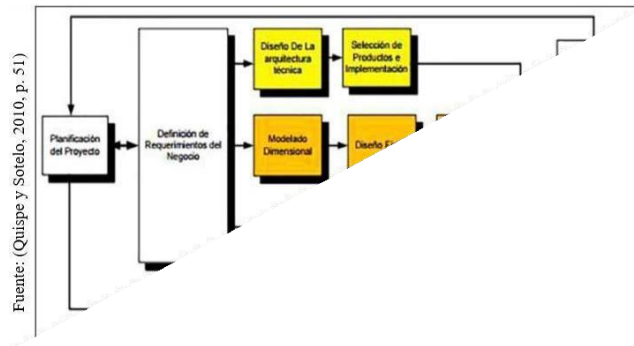 Fuente: (Quispe y Sotelo, 2010, p. 51)
Planificación
del Proyecto
Definición de
Requerimientos del
Negocio
Diseño De La
arquitectura
técnica
Selección de
Productos e
Implementación
Modelado
Dimensional
Diseño